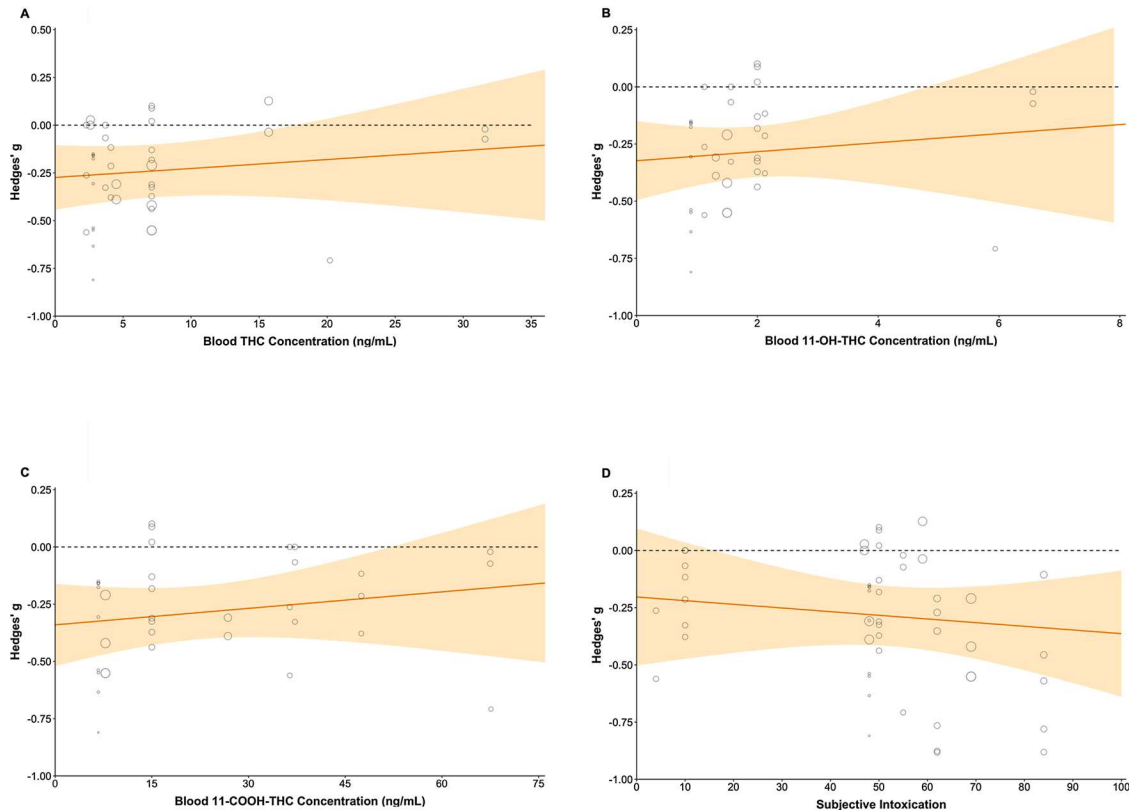 A
0.50
0.25
0.00
-0.25
-0.50
-0.75
-1.00
Hedges' g
0 5 10 15 20 25 30 35
Blood THC Concentration (ng/mL)
B
0.25
0.00
-0.25
-0.50
-0.75
-1.00
Hedges' g
0 2 4 6 8
Blood 11-OH-THC Concentration (ng/mL)
C
0.25
0.00
-0.25
-0.50
-0.75
-1.00
Hedges' g
0 15 30 45 60 75
Blood 11-COOH-THC Concentration (ng/mL)
D
0.25
0.00
-0.25
-0.50
-0.75
-1.00
Hedges' g
0 10 20 30 40 50 60 70 80 90 100
Subjective Intoxication